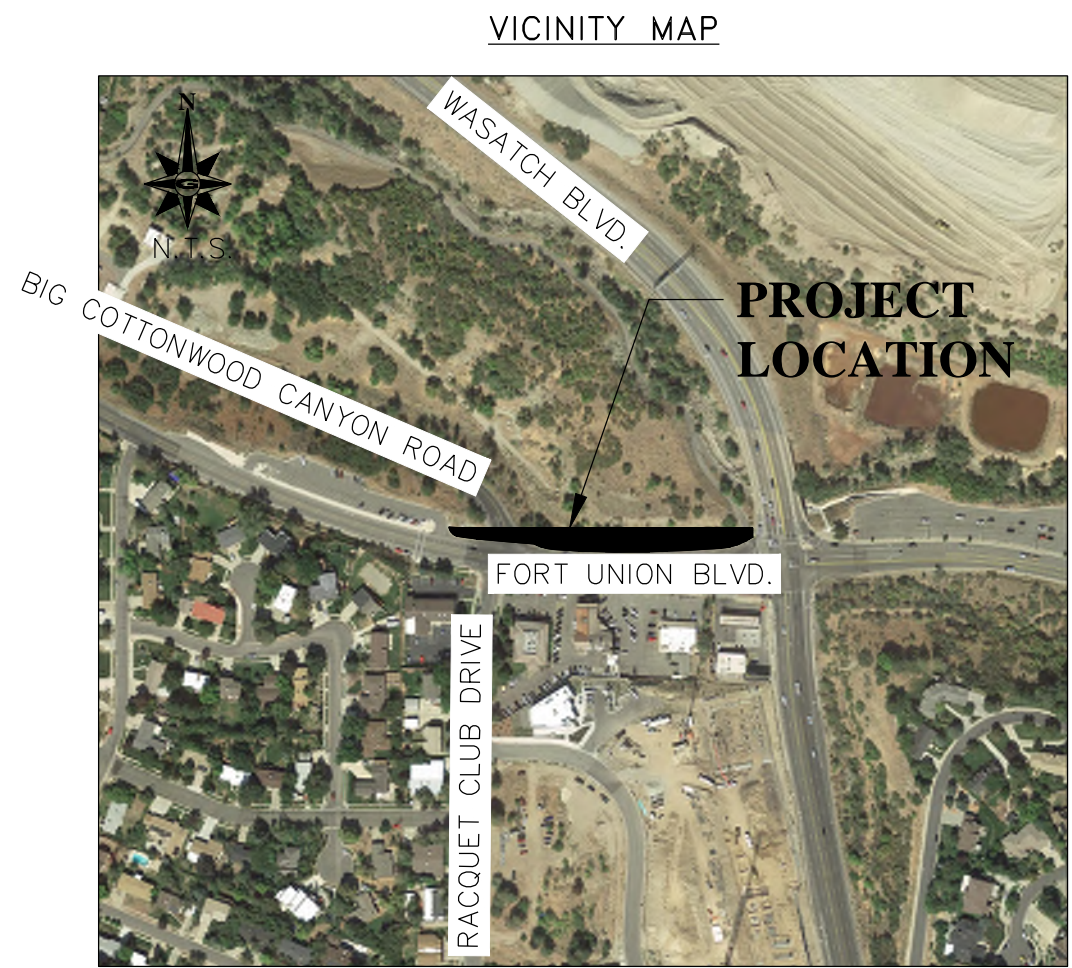 VICINITY MAP
N
G
N.T.S.
WASATCH BLVD.
BIG COTTONWOOD CANYON ROAD
PROJECT
LOCATION
FORT UNION BLVD.
RACQUET CLUB DRIVE